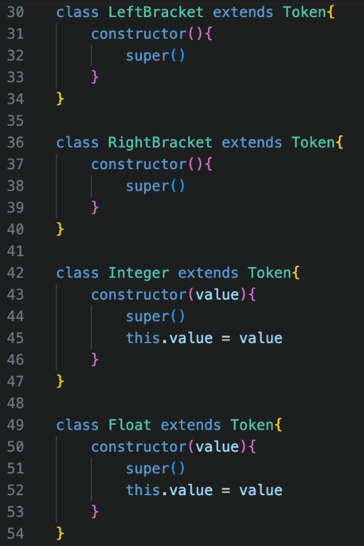 30 class LeftBracket extends Token{
31     constructor(){
32         super()
33     }
34 }
35
36 class RightBracket extends Token{
37     constructor(){
38         super()
39     }
40 }
41
42 class Integer extends Token{
43     constructor(value){
44         super()
45         this.value = value
46     }
47 }
48
49 class Float extends Token{
50     constructor(value){
51         super()
52         this.value = value
53     }
54 }